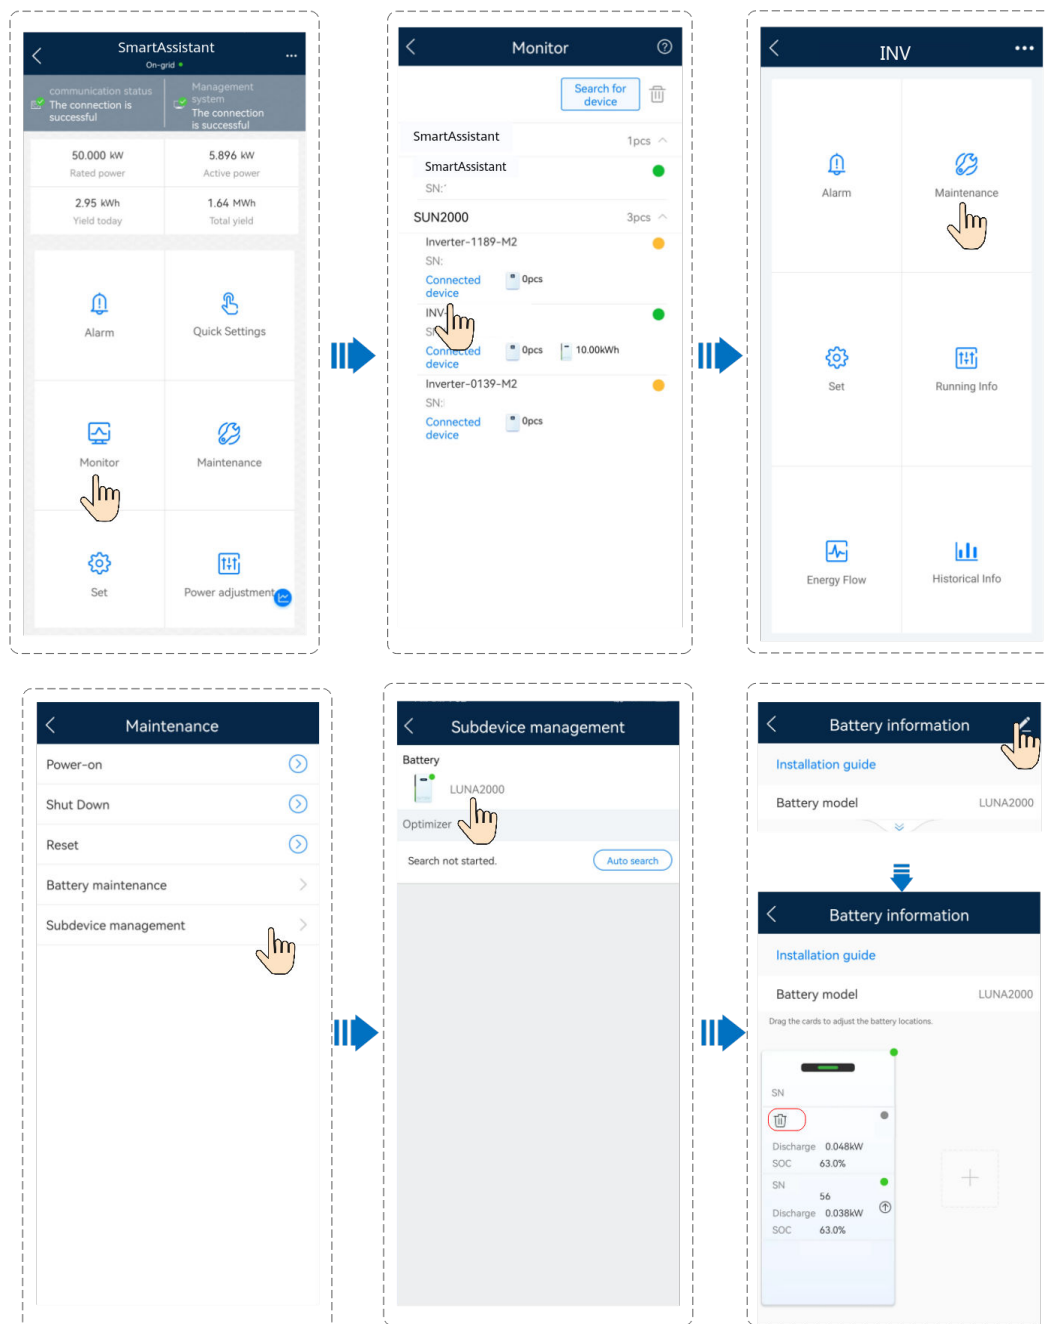 SmartAssistant
On-grid
...
communication status
The connection is
successful
Management
system
The connection
is successful
50.000 kW
Rated power
5.896 kW
Active power
2.95 kWh
Yield today
1.64 MWh
Total yield
Alarm
Quick Settings
Monitor
Maintenance
Set
Power adjustment
Monitor
?
Search for
device
SmartAssistant
1pcs
SmartAssistant
SN:
SUN2000
3pcs
Inverter-1189-M2
SN:
Connected
device
0pcs
INV-
Connected
device
0pcs
10.00kWh
Inverter-0139-M2
SN:
Connected
device
0pcs
INV
...
Alarm
Maintenance
Set
Running Info
Energy Flow
Historical Info
Maintenance
Power-on
Shut Down
Reset
Battery maintenance
Subdevice management
Subdevice management
Battery
LUNA2000
Optimizer
Search not started.
Auto search
Battery information
Installation guide
Battery model
LUNA2000
Battery information
Installation guide
Battery model
LUNA2000
Drag the cards to adjust the battery locations.
SN
Discharge 0.048kW
SOC 63.0%
SN
56
Discharge 0.038kW
SOC 63.0%